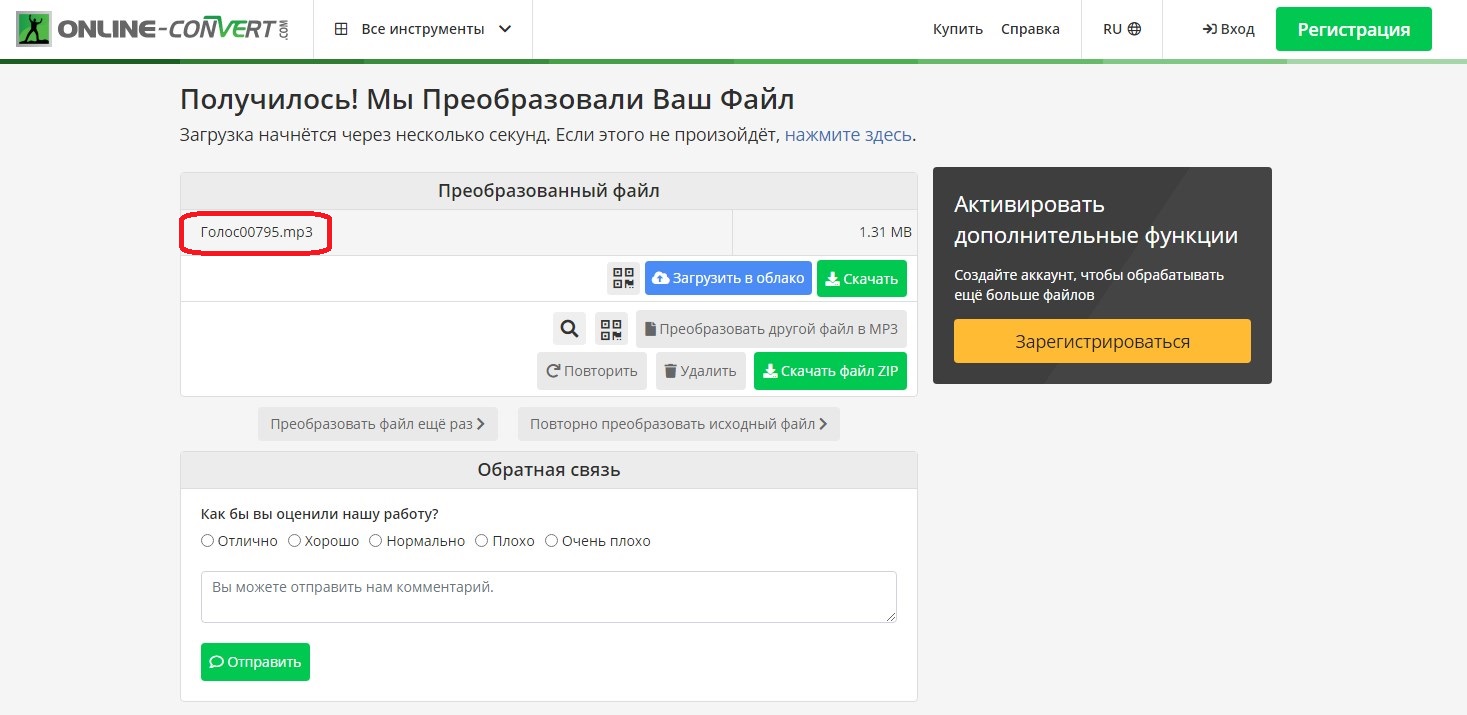 ONLINE-CONVERT.COM
Все инструменты
Купить
Справка
RU
Вход
Регистрация
Получилось! Мы Преобразовали Ваш Файл
Загрузка начнётся через несколько секунд. Если этого не произойдёт, нажмите здесь.
Преобразованный файл
Голос00795.mp3
1.31 MB
Загрузить в облако
Скачать
Преобразовать другой файл в MP3
Повторить
Удалить
Скачать файл ZIP
Преобразовать файл ещё раз
Повторно преобразовать исходный файл
Активировать
дополнительные функции
Создайте аккаунт, чтобы обрабатывать
ещё больше файлов
Зарегистрироваться
Обратная связь
Как бы вы оценили нашу работу?
Отлично
Хорошо
Нормально
Плохо
Очень плохо
Вы можете отправить нам комментарий.
Отправить